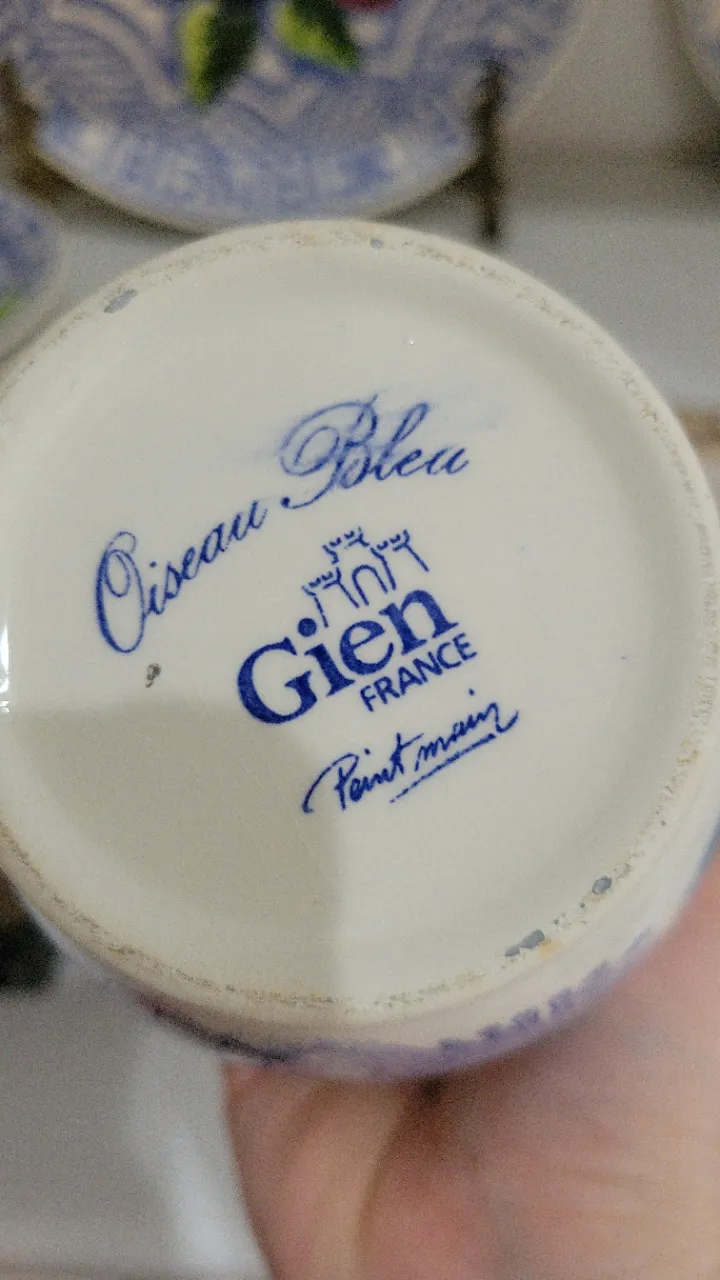 Oiseau Bleu
Gien
FRANCE
Peint main